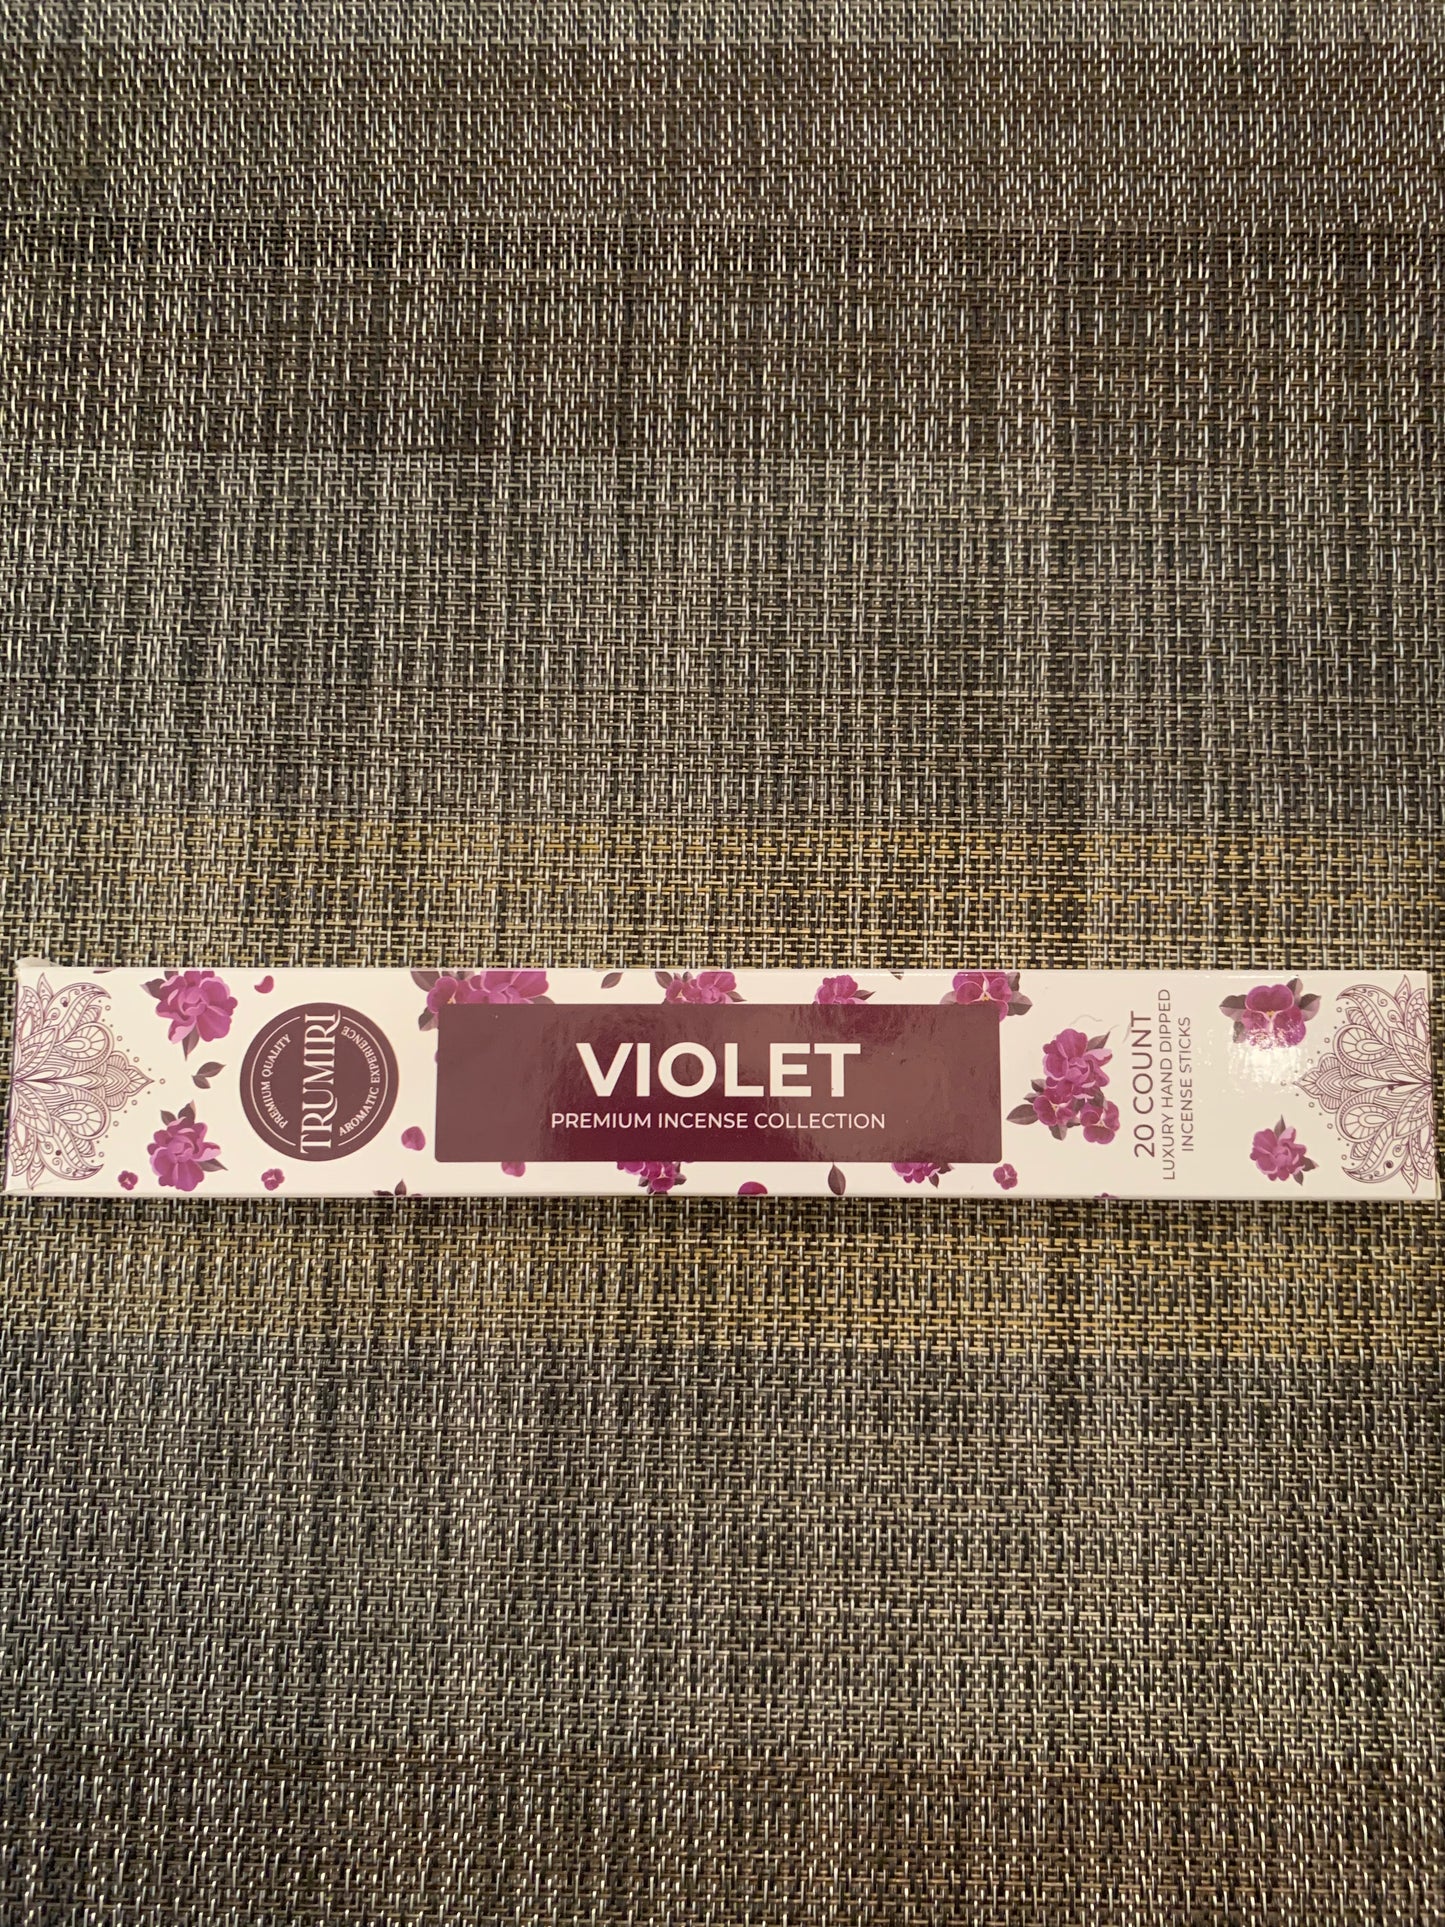 PREMIUM QUALITY
TRUMIRI
AROMATIC EXPERIENCE
VIOLET
PREMIUM INCENSE COLLECTION
20 COUNT
LUXURY HAND DIPPED
INCENSE STICKS